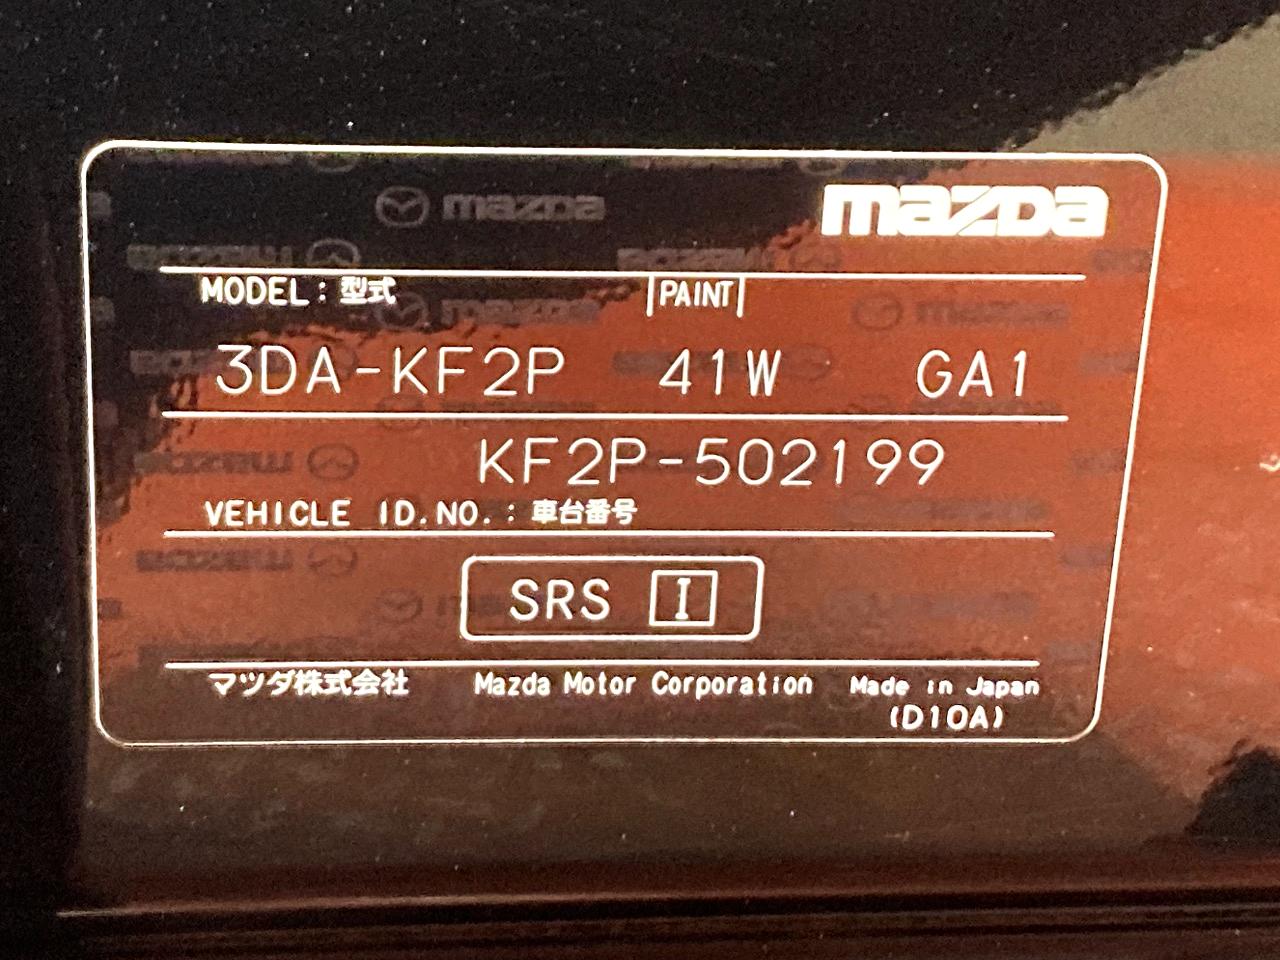 mazda
MODEL : 型式 PAINT
3DA-KF2P 41W GA1
KF2P-502199
VEHICLE ID.NO. : 車台番号
SRS I
マツダ株式会社 Mazda Motor Corporation Made in Japan
(D10A)